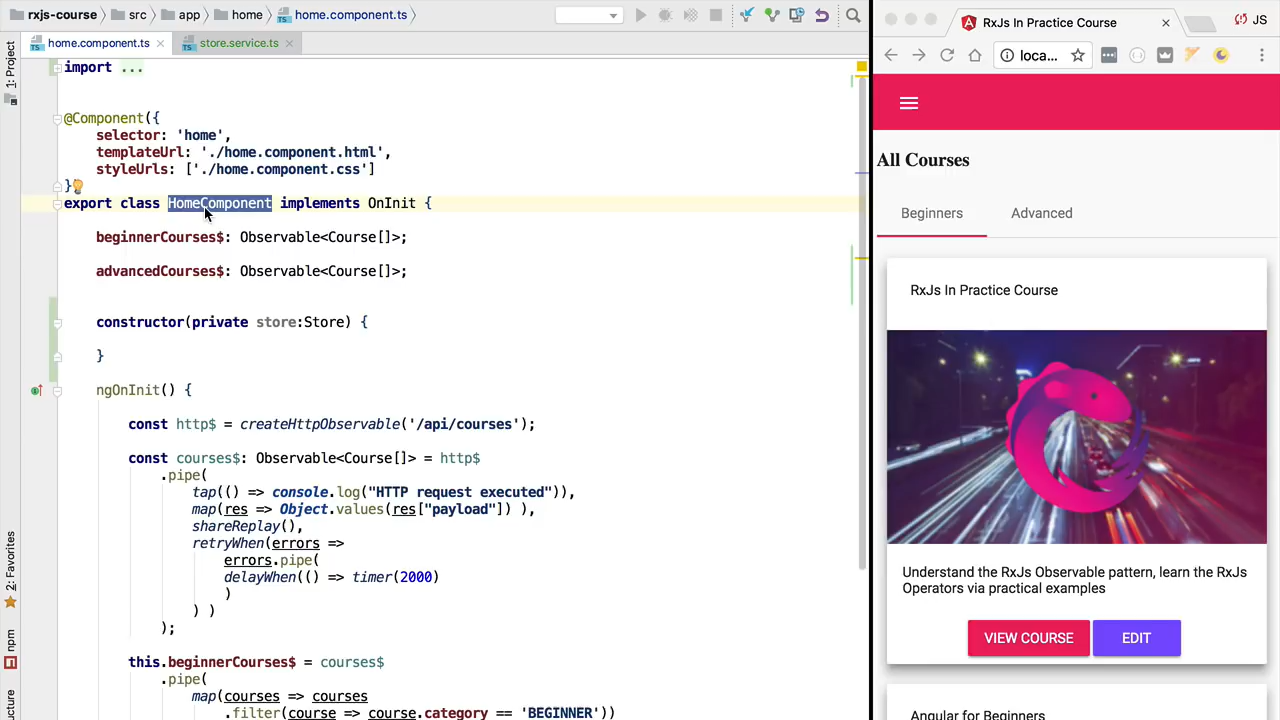 rxjs-course
src
app
home
home.component.ts
home.component.ts
store.service.ts
1: Project
2: Favorites
npm
ructure
import ...
@Component({
selector: 'home',
templateUrl: './home.component.html',
styleUrls: ['./home.component.css']
})
export class HomeComponent implements OnInit {
beginnerCourses$: Observable<Course[]>;
advancedCourses$: Observable<Course[]>;
constructor(private store:Store) {
}
ngOnInit() {
const http$ = createHttpObservable('/api/courses');
const courses$: Observable<Course[]> = http$
.pipe(
tap(() => console.log("HTTP request executed")),
map(res => Object.values(res["payload"]) ),
shareReplay(),
retryWhen(errors =>
errors.pipe(
delayWhen(() => timer(2000)
)
) )
);
this.beginnerCourses$ = courses$
.pipe(
map(courses => courses
.filter(course => course.category == 'BEGINNER'))
RxJs In Practice Course
JS
loca...
All Courses
Beginners
Advanced
RxJs In Practice Course
Understand the RxJs Observable pattern, learn the RxJs
Operators via practical examples
VIEW COURSE
EDIT
Angular for Beginners